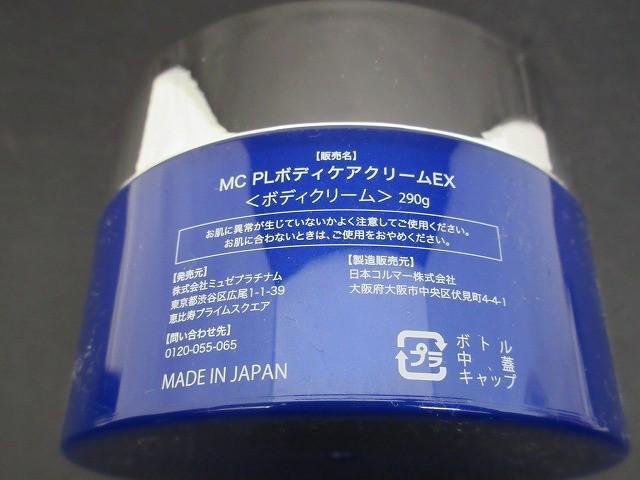 【販売名】
MC PLボディケアクリームEX
＜ボディクリーム＞ 290g
お肌に異常が生じていないかよく注意してご使用ください。
お肌に合わないときは、ご使用をおやめください。
【発売元】
株式会社ミュゼプラチナム
東京都渋谷区広尾1-1-39
恵比寿プライムスクエア
【問い合わせ先】
0120-055-065
MADE IN JAPAN
【製造販売元】
日本コルマー株式会社
大阪府大阪市中央区伏見町4-4-1
プラ
ボトル
中蓋
キャップ